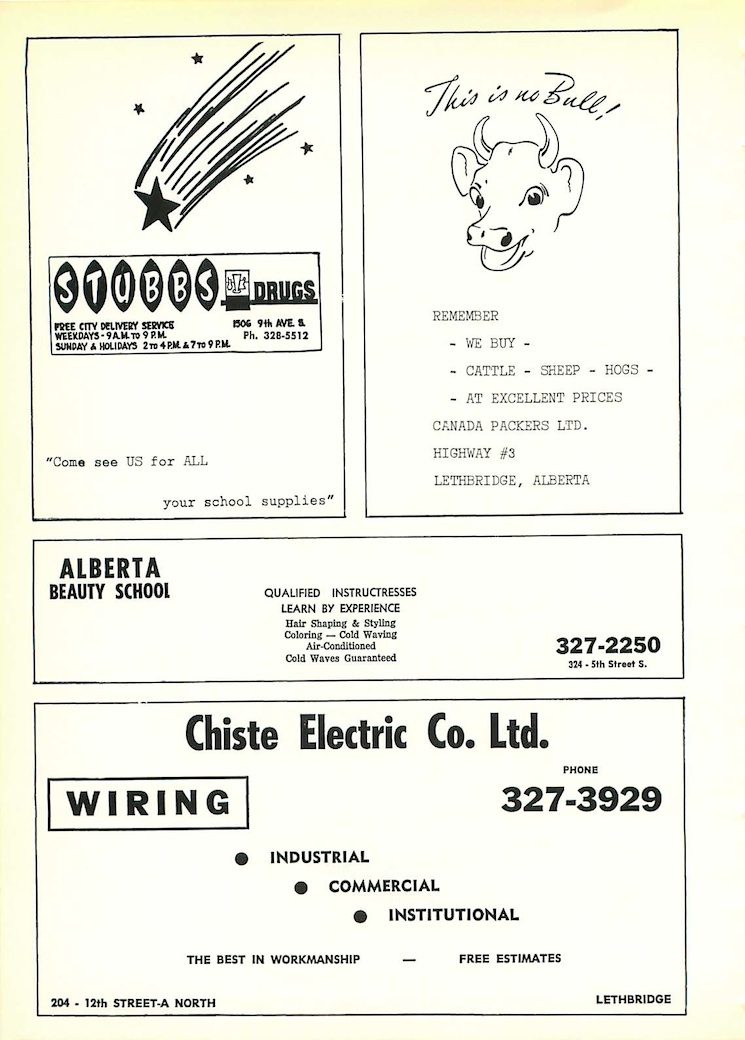 STUBBS DRUGS
FREE CITY DELIVERY SERVICE
WEEKDAYS - 9 A.M. TO 9 P.M.
SUNDAY & HOLIDAYS 2 TO 4 P.M. & 7 TO 9 P.M.
1506 9th AVE. S.
Ph. 328-5512
"Come see US for ALL
your school supplies"
This is no Bull!
REMEMBER
- WE BUY -
- CATTLE - SHEEP - HOGS -
- AT EXCELLENT PRICES
CANADA PACKERS LTD.
HIGHWAY #3
LETHBRIDGE, ALBERTA
ALBERTA
BEAUTY SCHOOL
QUALIFIED INSTRUCTRESSES
LEARN BY EXPERIENCE
Hair Shaping & Styling
Coloring — Cold Waving
Air-Conditioned
Cold Waves Guaranteed
327-2250
324 - 5th Street S.
Chiste Electric Co. Ltd.
WIRING
PHONE
327-3929
● INDUSTRIAL
● COMMERCIAL
● INSTITUTIONAL
THE BEST IN WORKMANSHIP — FREE ESTIMATES
204 - 12th STREET-A NORTH
LETHBRIDGE